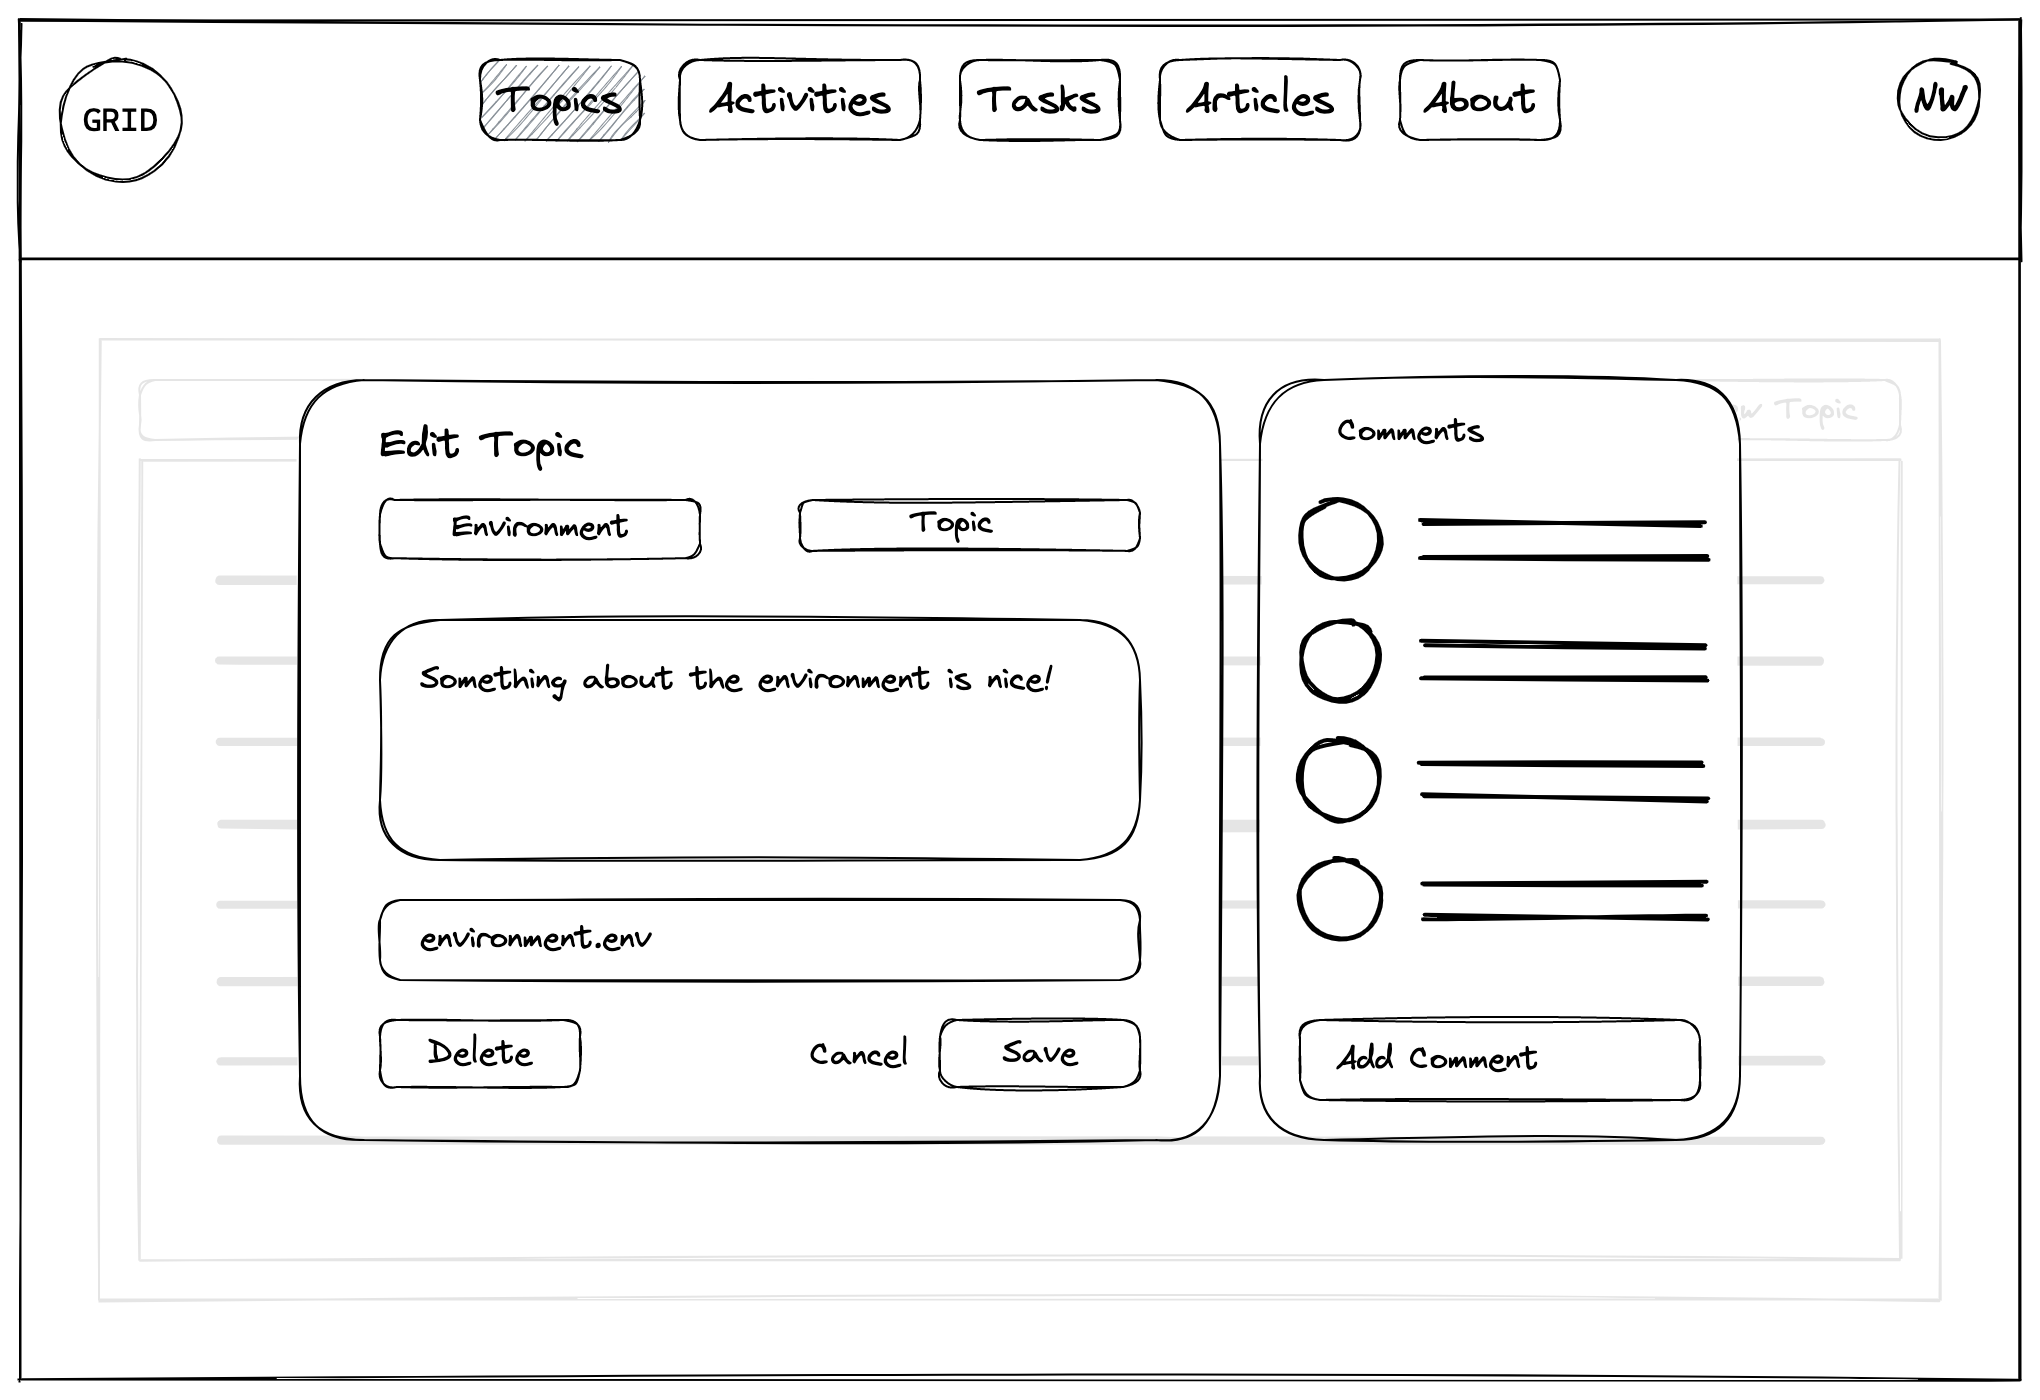 GRID
Topics
Activities
Tasks
Articles
About
NW
Topic
Edit Topic
Environment
Topic
Something about the environment is nice!
environment.env
Delete
Cancel
Save
Comments
Add Comment